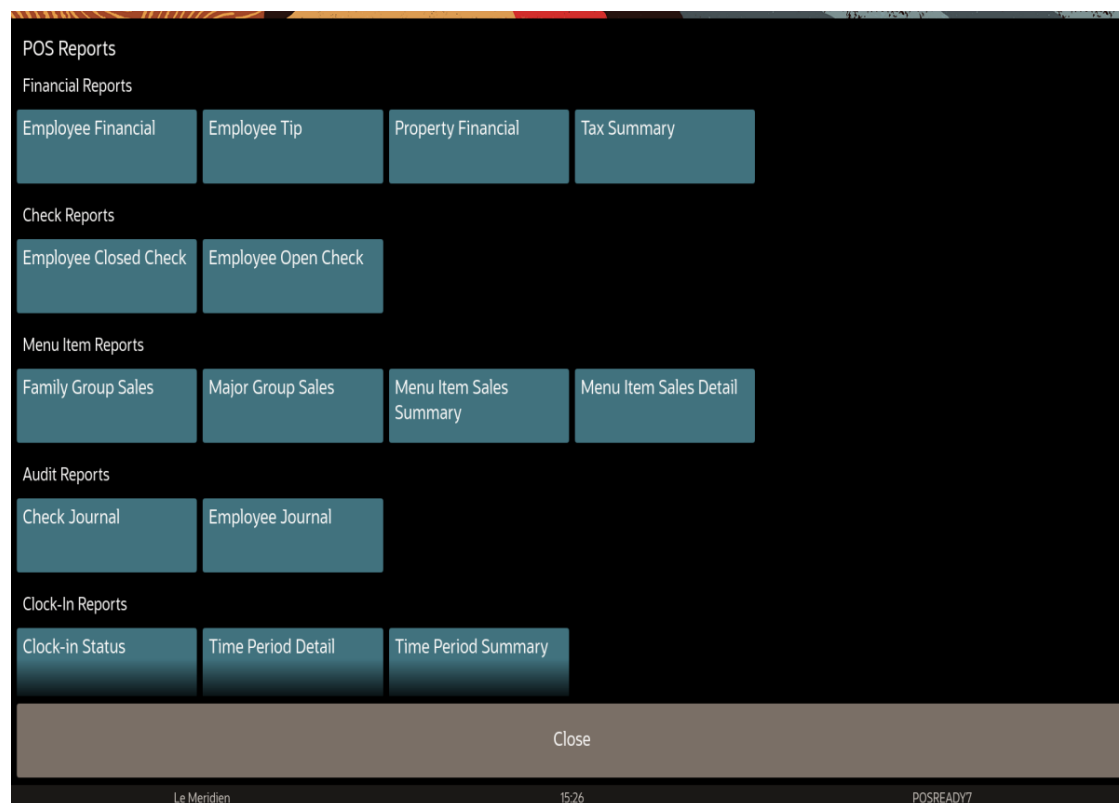 POS Reports
Financial Reports
Employee Financial
Employee Tip
Property Financial
Tax Summary
Check Reports
Employee Closed Check
Employee Open Check
Menu Item Reports
Family Group Sales
Major Group Sales
Menu Item Sales
Summary
Menu Item Sales Detail
Audit Reports
Check Journal
Employee Journal
Clock-In Reports
Clock-in Status
Time Period Detail
Time Period Summary
Close
Le Meridien
15:26
POSREADY7